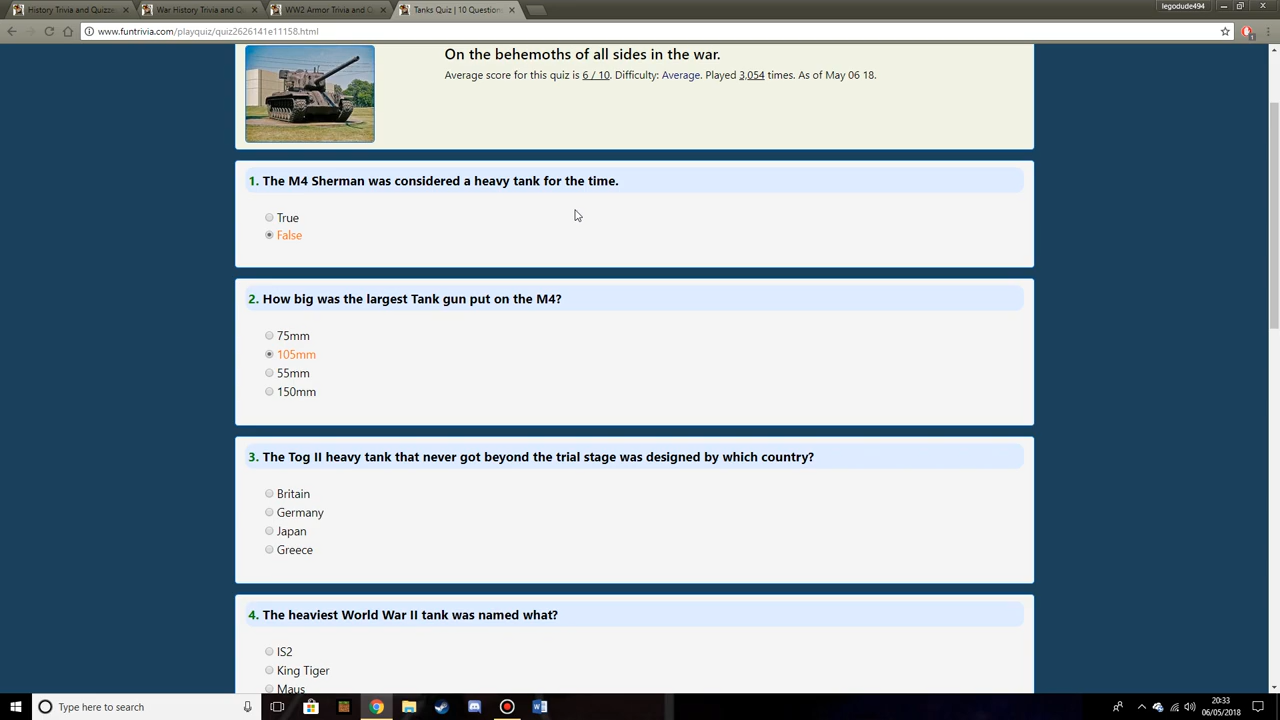 History Trivia and Quizze
War History Trivia and Qu
WW2 Armor Trivia and Qu
Tanks Quiz | 10 Question
legodude494
www.funtrivia.com/playquiz/quiz2626141e11158.html
On the behemoths of all sides in the war.
Average score for this quiz is 6 / 10. Difficulty: Average. Played 3,054 times. As of May 06 18.
1. The M4 Sherman was considered a heavy tank for the time.
True
False
2. How big was the largest Tank gun put on the M4?
75mm
105mm
55mm
150mm
3. The Tog II heavy tank that never got beyond the trial stage was designed by which country?
Britain
Germany
Japan
Greece
4. The heaviest World War II tank was named what?
IS2
King Tiger
Maus
Type here to search
20:33
06/05/2018